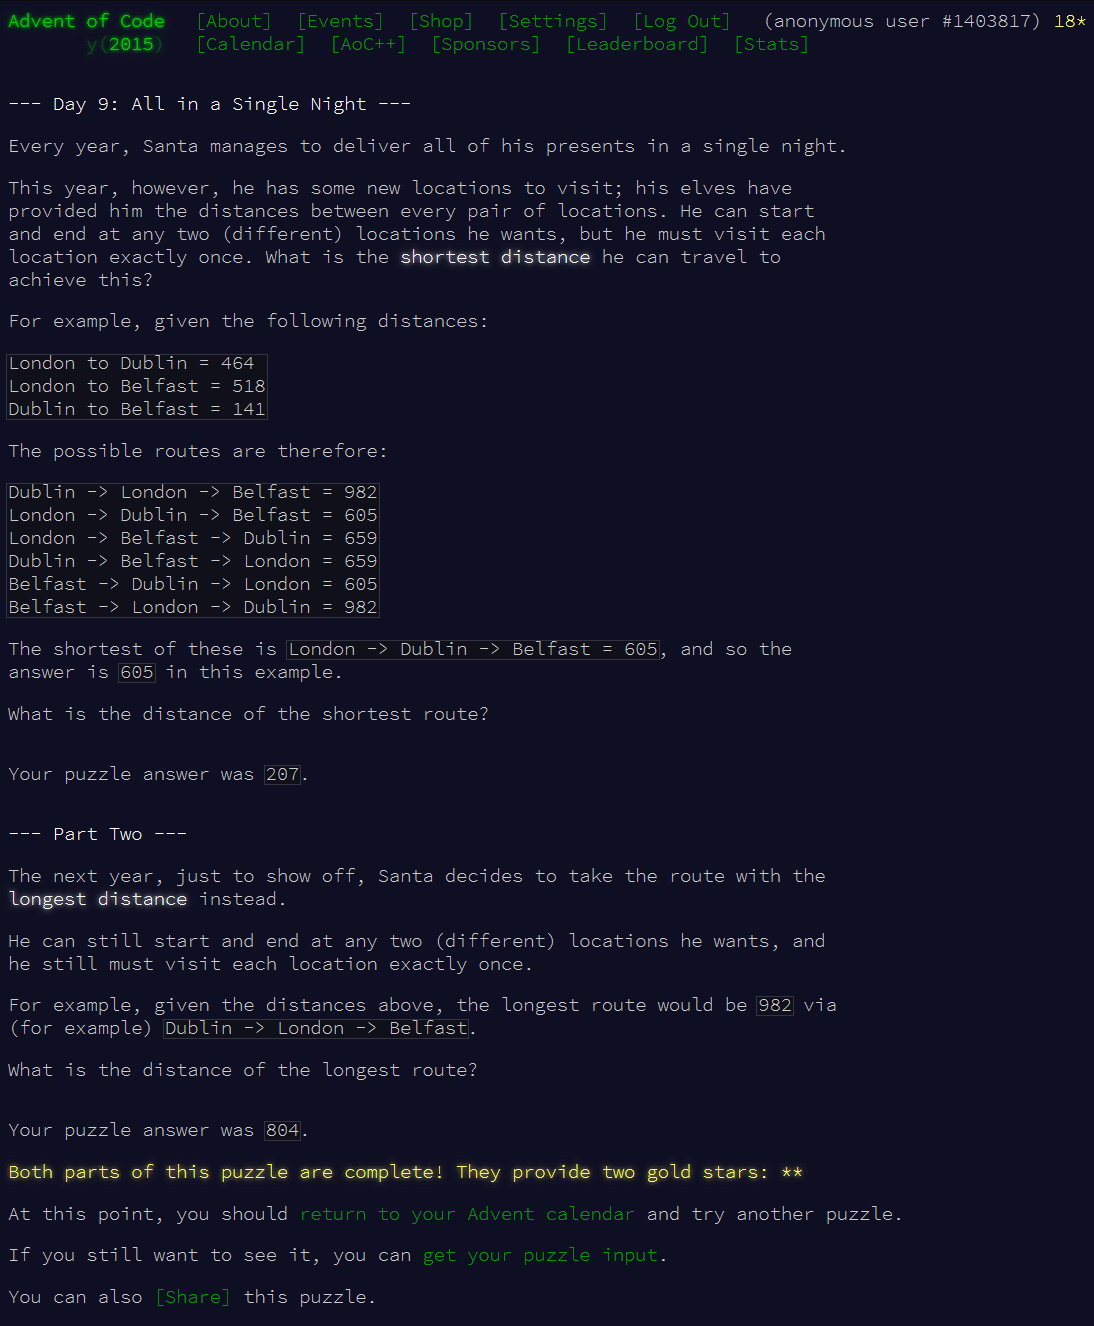 Advent of Code [About] [Events] [Shop] [Settings] [Log Out] (anonymous user #1403817) 18*
y(2015) [Calendar] [AoC++] [Sponsors] [Leaderboard] [Stats]
--- Day 9: All in a Single Night ---
Every year, Santa manages to deliver all of his presents in a single night.
This year, however, he has some new locations to visit; his elves have
provided him the distances between every pair of locations. He can start
and end at any two (different) locations he wants, but he must visit each
location exactly once. What is the shortest distance he can travel to
achieve this?
For example, given the following distances:
London to Dublin = 464
London to Belfast = 518
Dublin to Belfast = 141
The possible routes are therefore:
Dublin -> London -> Belfast = 982
London -> Dublin -> Belfast = 605
London -> Belfast -> Dublin = 659
Dublin -> Belfast -> London = 659
Belfast -> Dublin -> London = 605
Belfast -> London -> Dublin = 982
The shortest of these is London -> Dublin -> Belfast = 605, and so the
answer is 605 in this example.
What is the distance of the shortest route?
Your puzzle answer was 207.
--- Part Two ---
The next year, just to show off, Santa decides to take the route with the
longest distance instead.
He can still start and end at any two (different) locations he wants, and
he still must visit each location exactly once.
For example, given the distances above, the longest route would be 982 via
(for example) Dublin -> London -> Belfast.
What is the distance of the longest route?
Your puzzle answer was 804.
Both parts of this puzzle are complete! They provide two gold stars: **
At this point, you should return to your Advent calendar and try another puzzle.
If you still want to see it, you can get your puzzle input.
You can also [Share] this puzzle.